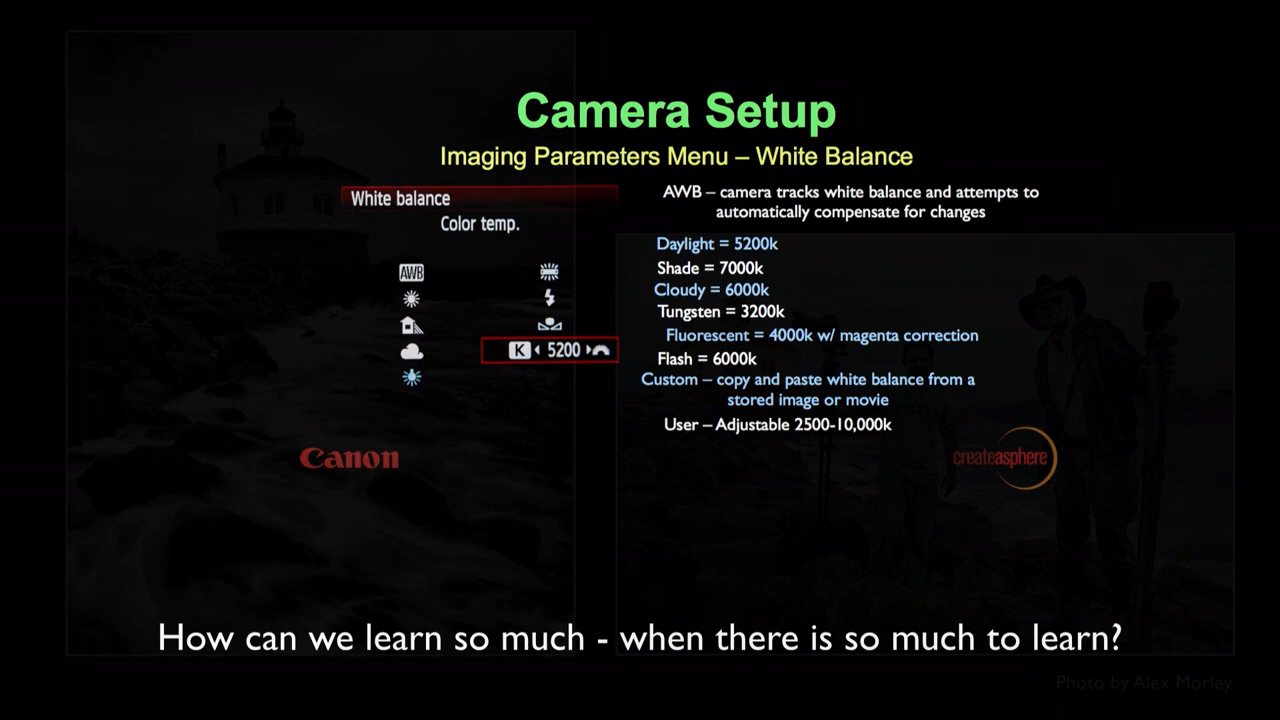 Camera Setup
Imaging Parameters Menu – White Balance
White balance
Color temp.
AWB
K 5200
AWB – camera tracks white balance and attempts to
automatically compensate for changes
Daylight = 5200k
Shade = 7000k
Cloudy = 6000k
Tungsten = 3200k
Fluorescent = 4000k w/ magenta correction
Flash = 6000k
Custom – copy and paste white balance from a
stored image or movie
User – Adjustable 2500-10,000k
Canon
createasphere
How can we learn so much - when there is so much to learn?
Photo by Alex Morley